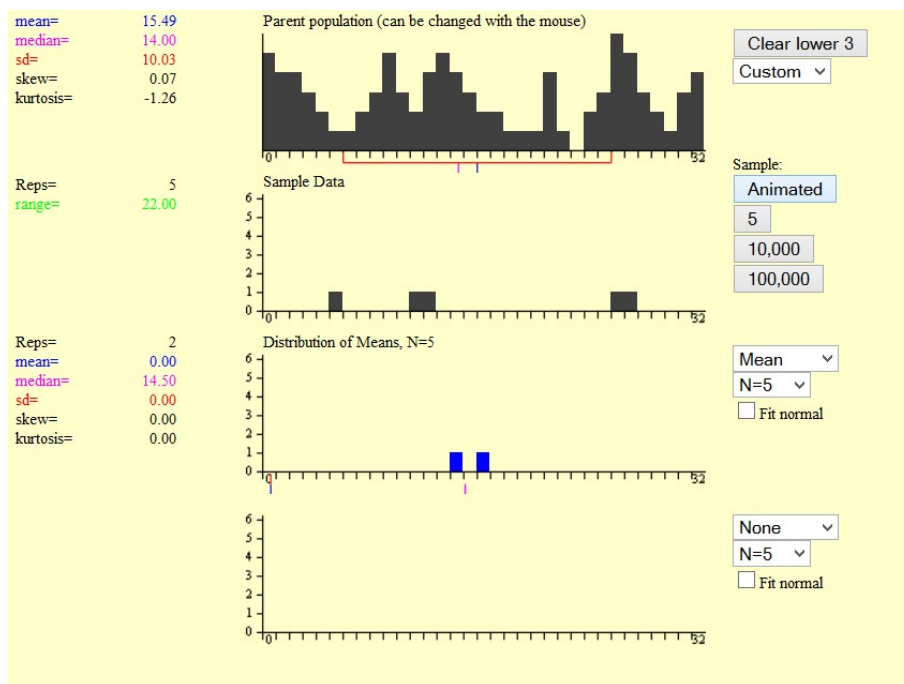 mean= 15.49
median= 14.00
sd= 10.03
skew= 0.07
kurtosis= -1.26
Parent population (can be changed with the mouse)
0 32
Clear lower 3
Custom
Reps= 5
range= 22.00
Sample Data
6
5
4
3
2
1
0
0 32
Sample:
Animated
5
10,000
100,000
Reps= 2
mean= 0.00
median= 14.50
sd= 0.00
skew= 0.00
kurtosis= 0.00
Distribution of Means, N=5
6
5
4
3
2
1
0
0 32
Mean
N=5
Fit normal
6
5
4
3
2
1
0
0 32
None
N=5
Fit normal